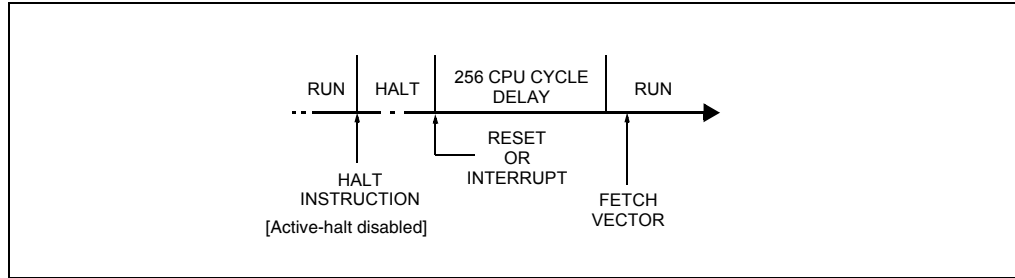 RUN
HALT
256 CPU CYCLE
DELAY
RUN
RESET
OR
INTERRUPT
HALT
INSTRUCTION
[Active-halt disabled]
FETCH
VECTOR